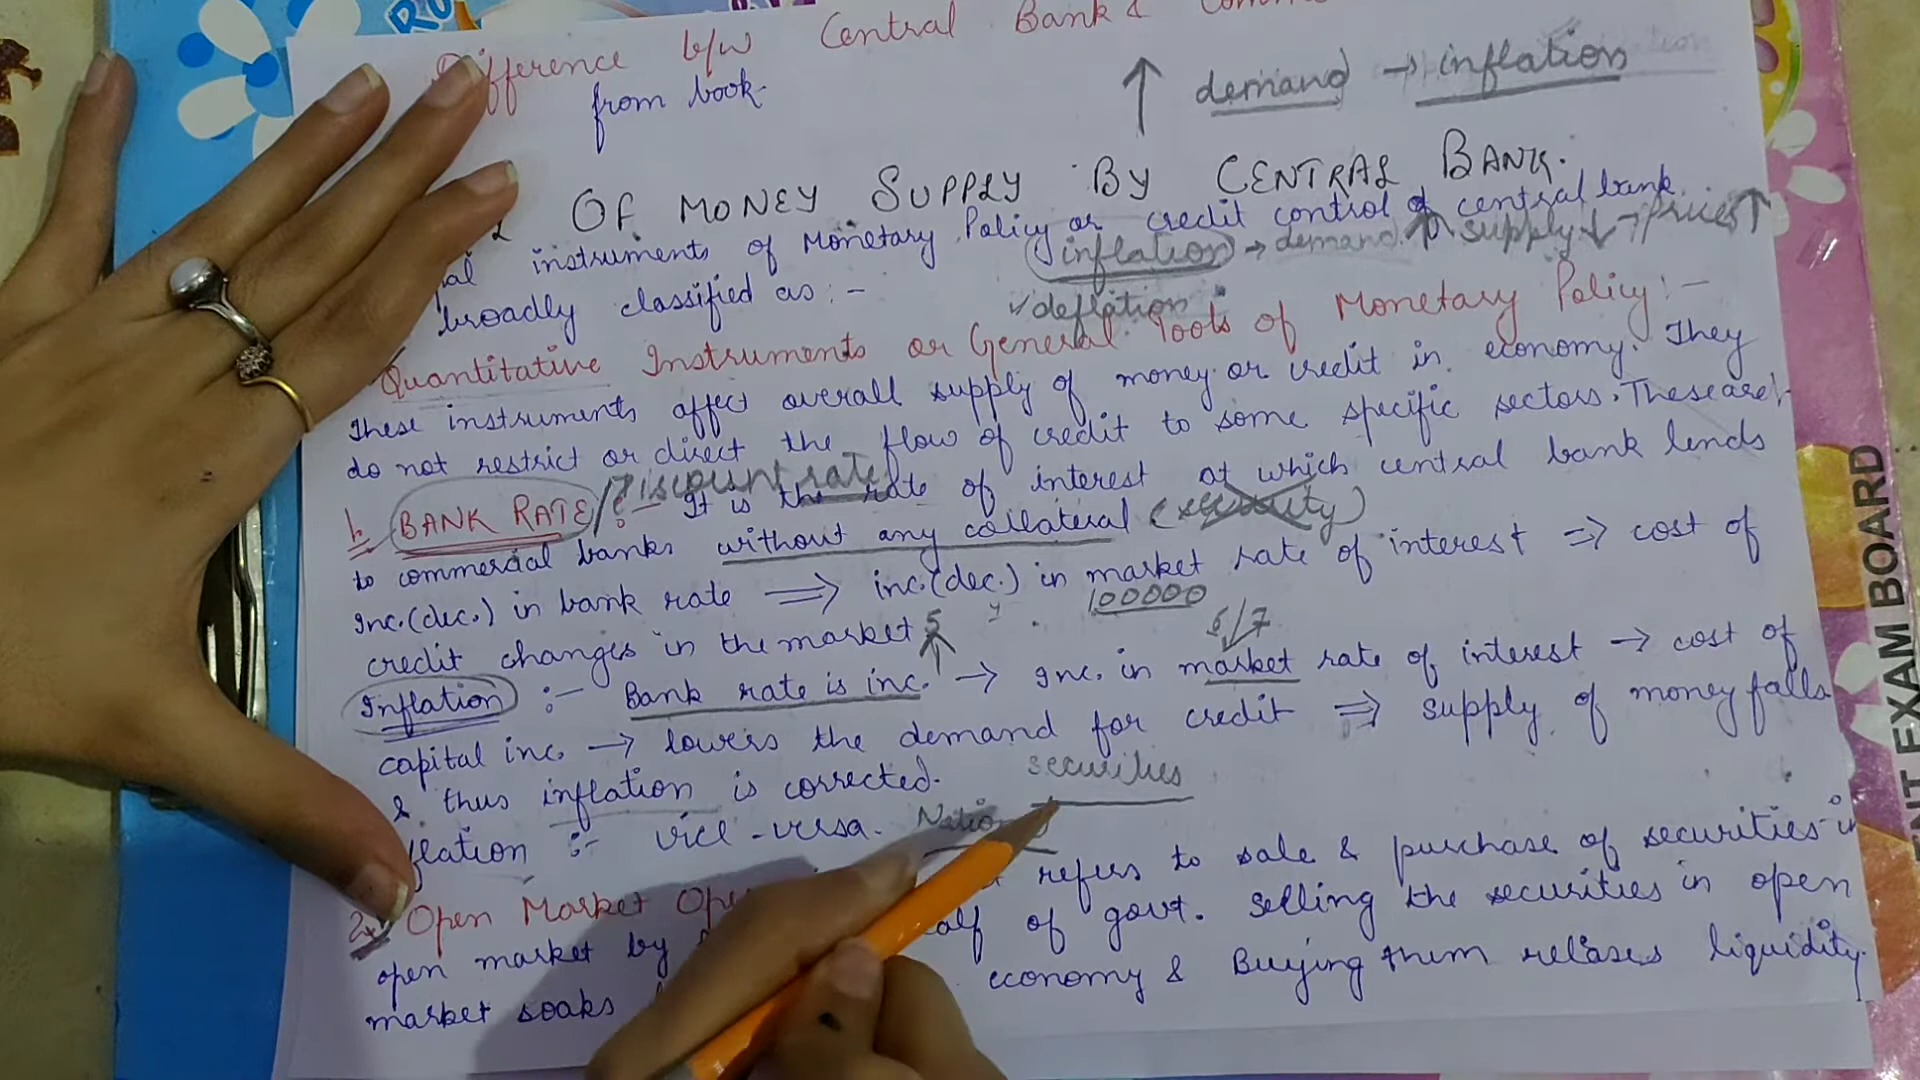 Difference b/w Central Bank &
from book.
↑ demand → inflation
OF MONEY SUPPLY BY CENTRAL BANK.
instruments of Monetary Policy or credit control of central bank
inflation → demand ↑ supply ↓ → prices ↑
broadly classified as :-
✓ deflation
Quantitative Instruments or General Tools of Monetary Policy :-
These instruments affect overall supply of money or credit in economy. They
do not restrict or direct the flow of credit to some specific sectors. These are :-
1. BANK RATE / Discount rate :- It is the rate of interest at which central bank lends
to commercial banks without any collateral (security)
Inc.(dec.) in bank rate ⇒ inc.(dec.) in market rate of interest ⇒ cost of
100000
credit changes in the market 5
6/7
Inflation :- Bank rate is inc. → Inc. in market rate of interest → cost of
capital inc. → lowers the demand for credit ⇒ supply of money falls
& thus inflation is corrected.
securities
flation :- vice-versa.
Natio
2. Open Market Ope refers to sale & purchase of securities in
open market by alf of govt. Selling the securities in open
market soaks economy & Buying them relases liquidity.
ENT EXAM BOARD